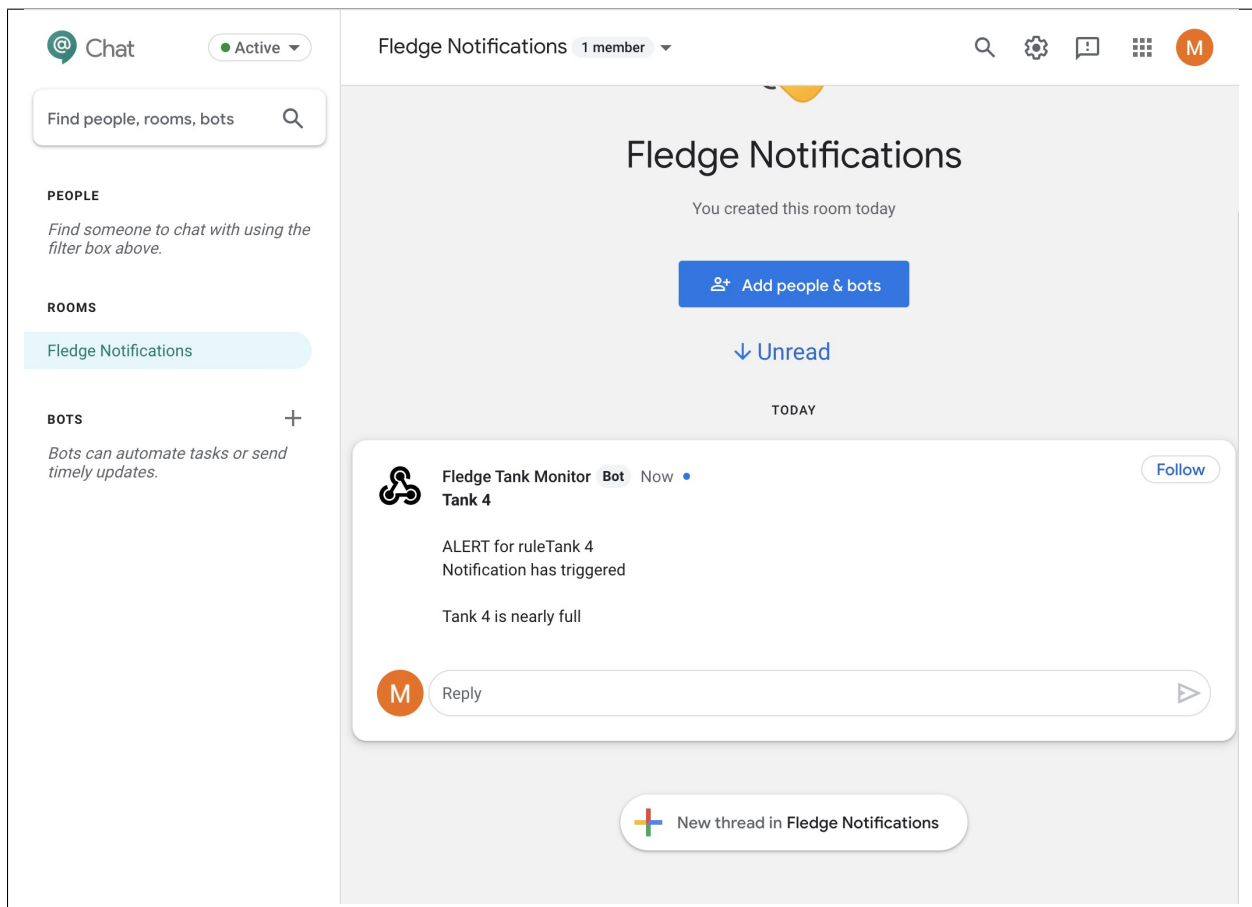 @ Chat
Active
Fledge Notifications 1 member
M
Find people, rooms, bots
PEOPLE
Find someone to chat with using the
filter box above.
ROOMS
Fledge Notifications
BOTS
Bots can automate tasks or send
timely updates.
Fledge Notifications
You created this room today
Add people & bots
Unread
TODAY
Fledge Tank Monitor Bot Now
Follow
Tank 4
ALERT for ruleTank 4
Notification has triggered
Tank 4 is nearly full
M
Reply
New thread in Fledge Notifications